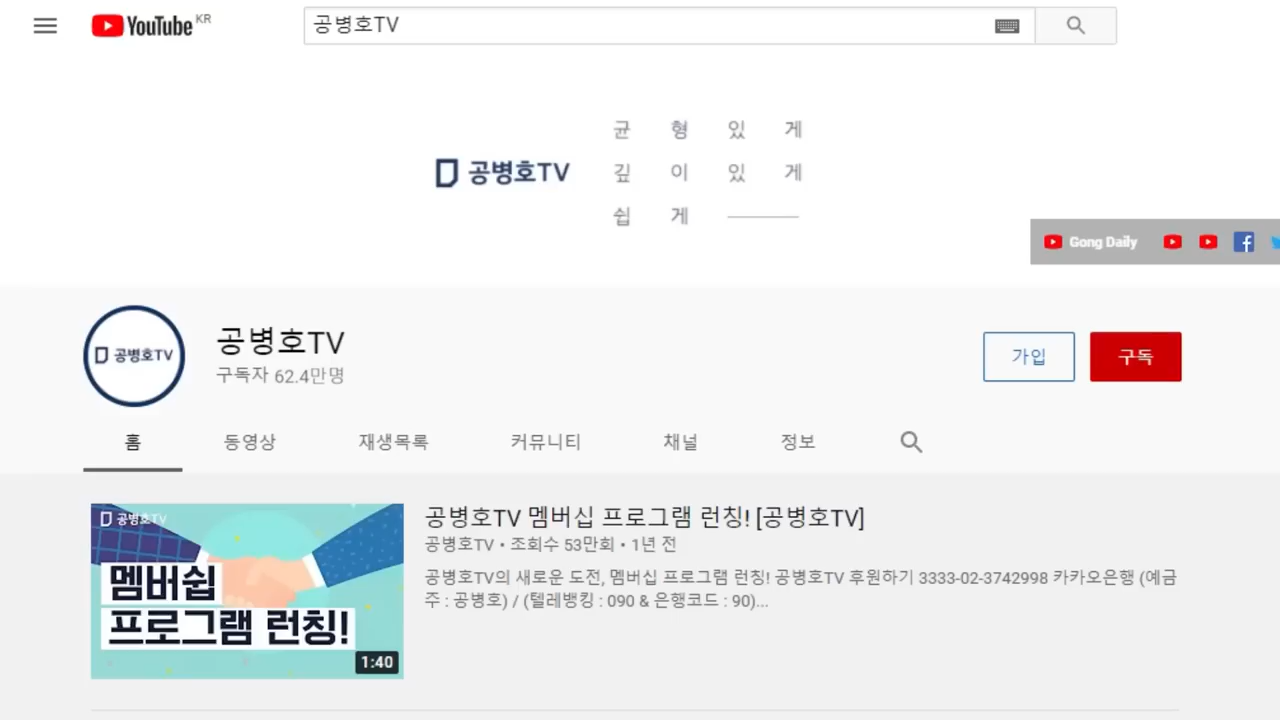 YouTube KR
공병호TV
공병호TV
균 형 있 게
깊 이 있 게
쉽 게
Gong Daily
공병호TV
공병호TV
구독자 62.4만명
가입
구독
홈 동영상 재생목록 커뮤니티 채널 정보
공병호TV
멤버쉽
프로그램 런칭!
1:40
공병호TV 멤버십 프로그램 런칭! [공병호TV]
공병호TV • 조회수 53만회 • 1년 전
공병호TV의 새로운 도전, 멤버십 프로그램 런칭! 공병호TV 후원하기 3333-02-3742998 카카오은행 (예금
주 : 공병호) / (텔레뱅킹 : 090 & 은행코드 : 90)...